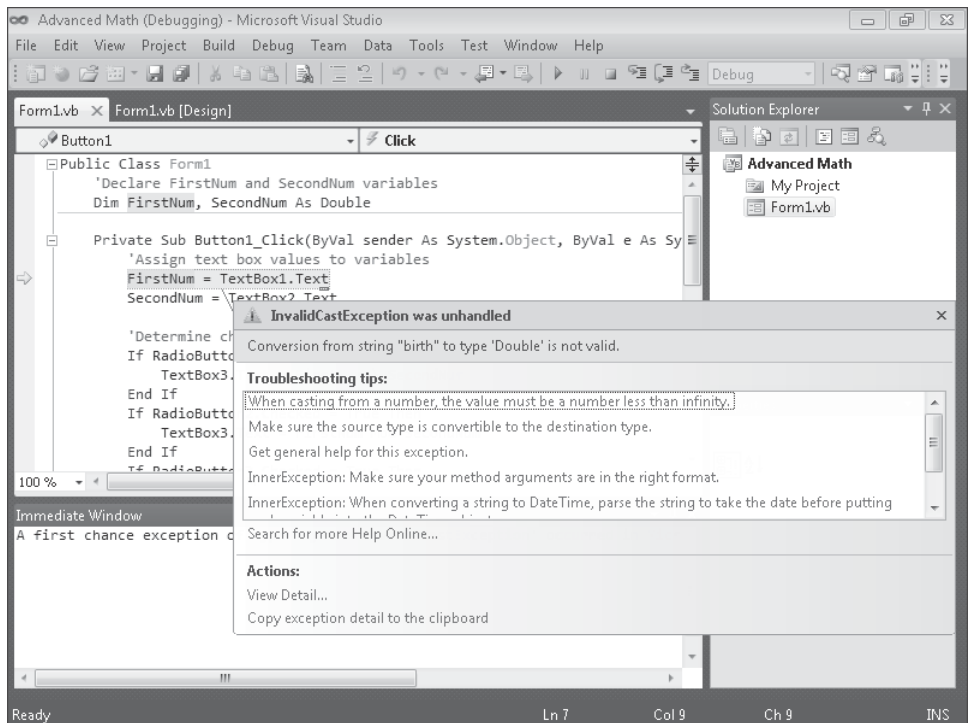 Advanced Math (Debugging) - Microsoft Visual Studio
File Edit View Project Build Debug Team Data Tools Test Window Help
Debug
Form1.vb Form1.vb [Design]
Button1
Click
Public Class Form1
'Declare FirstNum and SecondNum variables
Dim FirstNum, SecondNum As Double
Private Sub Button1_Click(ByVal sender As System.Object, ByVal e As Sy
'Assign text box values to variables
FirstNum = TextBox1.Text
SecondNum = TextBox2.Text
'Determine ch
If RadioButto
TextBox3.
End If
If RadioButto
TextBox3.
End If
If RadioButto
100 %
InvalidCastException was unhandled
Conversion from string "birth" to type 'Double' is not valid.
Troubleshooting tips:
When casting from a number, the value must be a number less than infinity.
Make sure the source type is convertible to the destination type.
Get general help for this exception.
InnerException: Make sure your method arguments are in the right format.
InnerException: When converting a string to DateTime, parse the string to take the date before putting
Search for more Help Online...
Actions:
View Detail...
Copy exception detail to the clipboard
Immediate Window
A first chance exception o
Solution Explorer
Advanced Math
My Project
Form1.vb
Ready
Ln 7
Col 9
Ch 9
INS